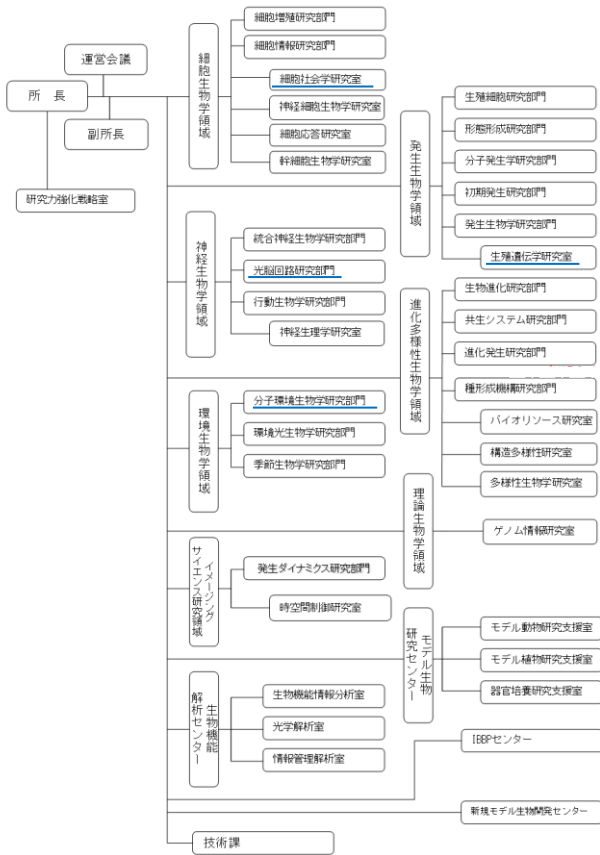 運営会議
所 長
副所長
研究力強化戦略室
細胞生物学領域
細胞増殖研究部門
細胞情報研究部門
細胞社会学研究室
神経細胞生物学研究室
細胞応答研究室
幹細胞生物学研究室
発生生物学領域
生殖細胞研究部門
形態形成研究部門
分子発生学研究部門
初期発生研究部門
発生生物学研究部門
生殖遺伝学研究室
神経生物学領域
統合神経生物学研究部門
光脳回路研究部門
行動生物学研究部門
神経生理学研究室
進化多様性生物学領域
生物進化研究部門
共生システム研究部門
進化発生研究部門
種形成機構研究部門
バイオリソース研究室
構造多様性研究室
多様性生物学研究室
環境生物学領域
分子環境生物学研究部門
環境光生物学研究部門
季節生物学研究部門
理論生物学領域
ゲノム情報研究室
イメージング
サイエンス研究領域
発生ダイナミクス研究部門
時空間制御研究室
モデル生物
研究センター
モデル動物研究支援室
モデル植物研究支援室
器官培養研究支援室
生物機能
解析センター
生物機能情報分析室
光学解析室
情報管理解析室
IBBPセンター
新規モデル生物開発センター
技術課